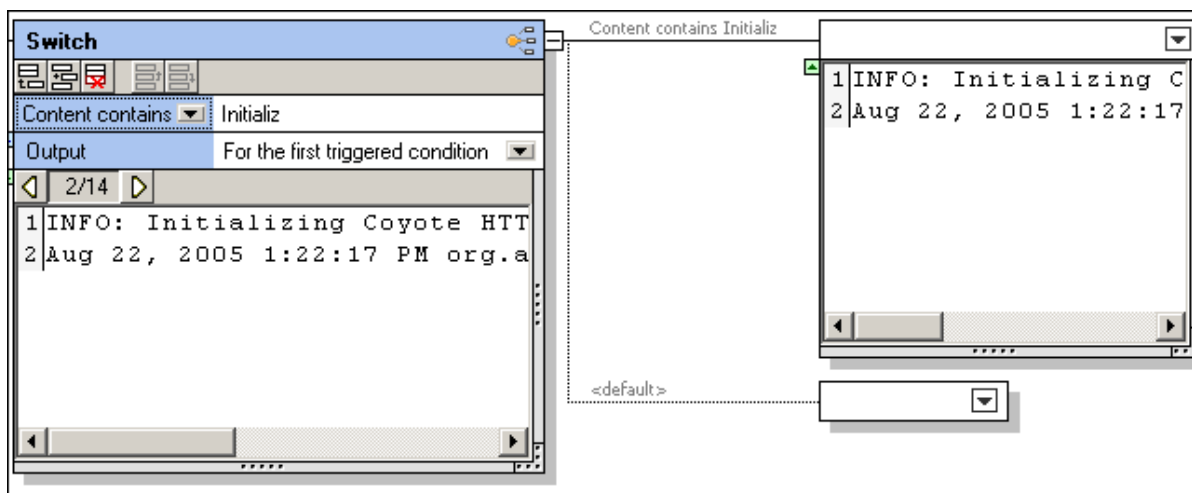 Switch
Content contains Initializ
Output For the first triggered condition
2/14
1 INFO: Initializing Coyote HTT
2 Aug 22, 2005 1:22:17 PM org.a
Content contains Initializ
1 INFO: Initializing C
2 Aug 22, 2005 1:22:17
<default>